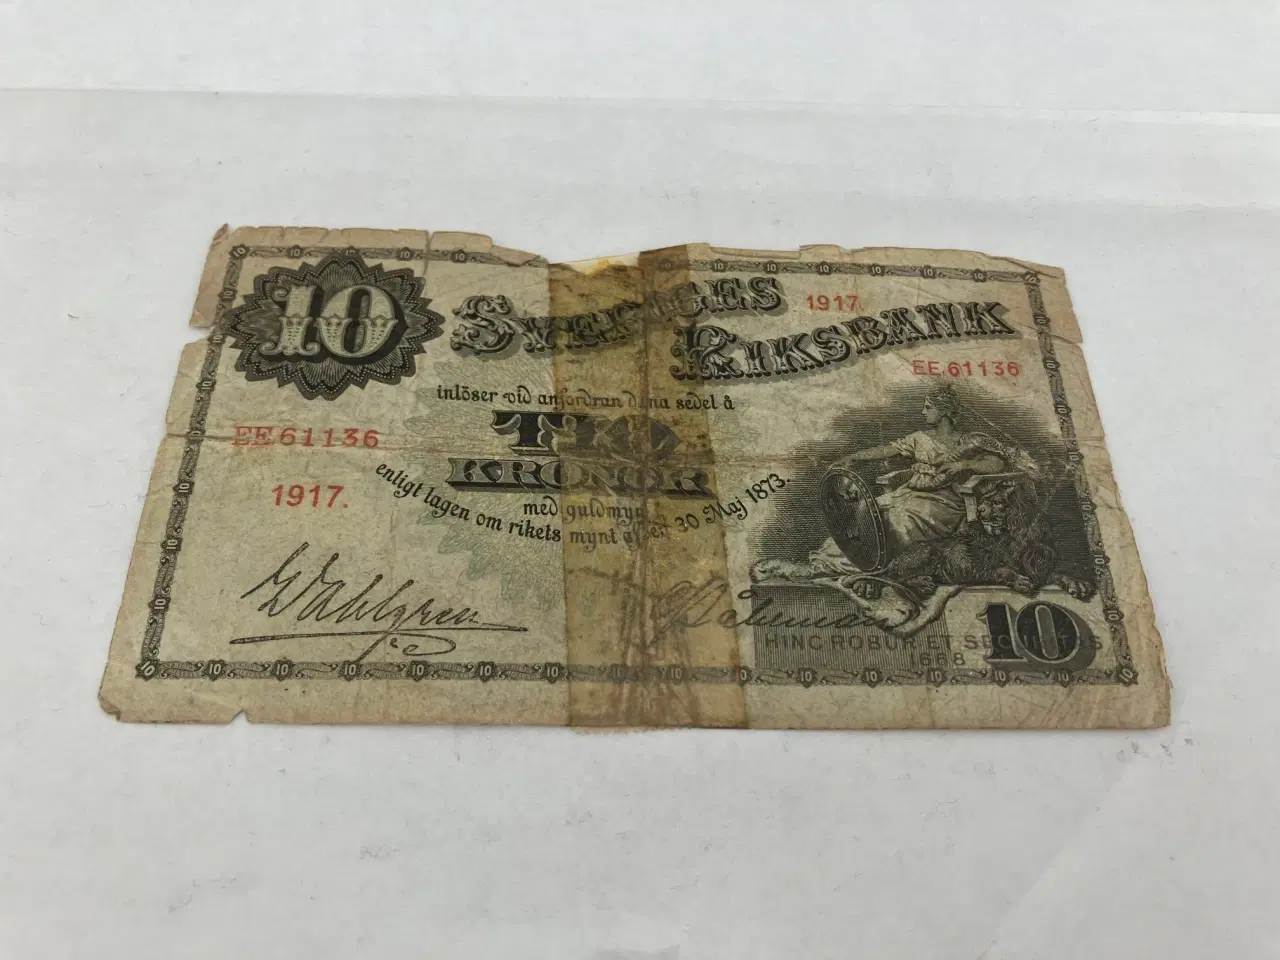 10
SVERIGES
1917
RIKSBANK
EE 61136
inlöser vid anfordran denna sedel å
EE 61136
TIO
KRONOR
1917.
med guldmynt
enligt lagen om rikets mynt af den 30 Maj 1873.
V Dahlgren
HINC ROBUR ET SECURITAS
1668
10